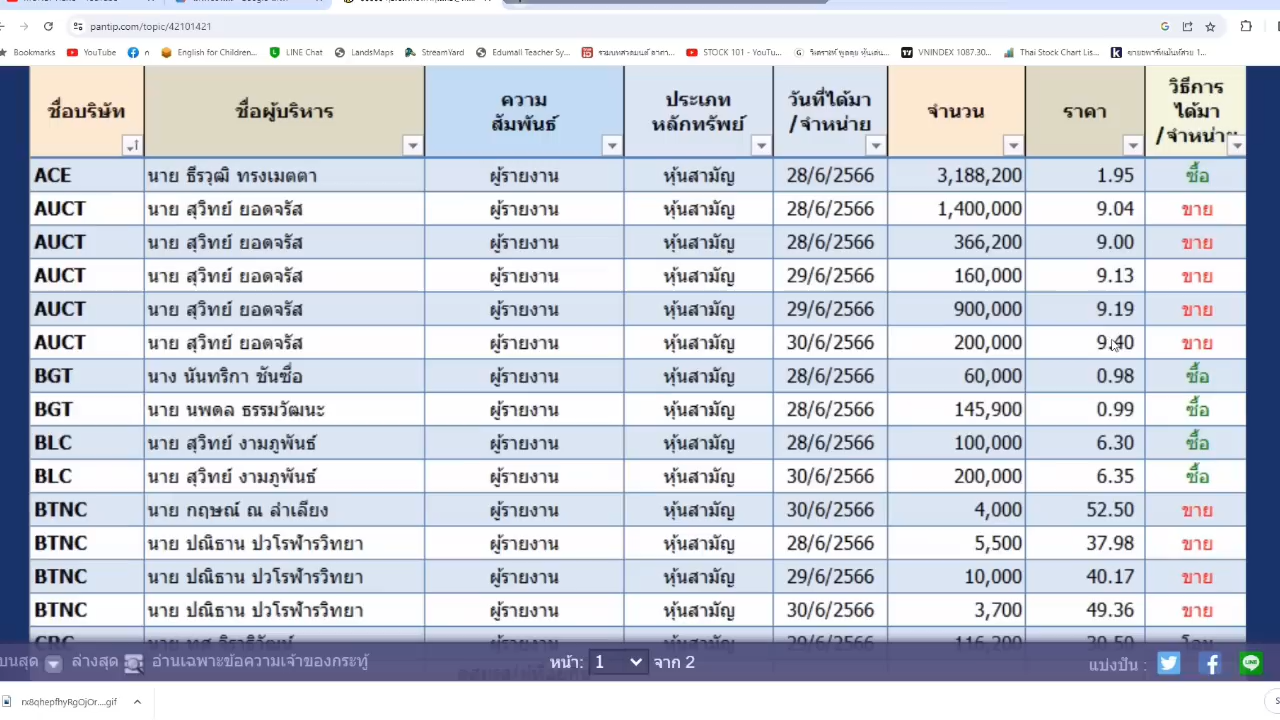 pantip.com/topic/42101421
Bookmarks YouTube English for Children... LINE Chat LandsMaps StreamYard Edumall Teacher Sy... STOCK 101 - YouTu... VNINDEX 1087.30... Thai Stock Chart Lis...
ชื่อบริษัท ชื่อผู้บริหาร ความสัมพันธ์ ประเภทหลักทรัพย์ วันที่ได้มา/จำหน่าย จำนวน ราคา วิธีการได้มา/จำหน่าย
ACE นาย ธีรวุฒิ ทรงเมตตา ผู้รายงาน หุ้นสามัญ 28/6/2566 3,188,200 1.95 ซื้อ
AUCT นาย สุวิทย์ ยอดจรัส ผู้รายงาน หุ้นสามัญ 28/6/2566 1,400,000 9.04 ขาย
AUCT นาย สุวิทย์ ยอดจรัส ผู้รายงาน หุ้นสามัญ 28/6/2566 366,200 9.00 ขาย
AUCT นาย สุวิทย์ ยอดจรัส ผู้รายงาน หุ้นสามัญ 29/6/2566 160,000 9.13 ขาย
AUCT นาย สุวิทย์ ยอดจรัส ผู้รายงาน หุ้นสามัญ 29/6/2566 900,000 9.19 ขาย
AUCT นาย สุวิทย์ ยอดจรัส ผู้รายงาน หุ้นสามัญ 30/6/2566 200,000 9.40 ขาย
BGT นาง นันทริกา ชันซื่อ ผู้รายงาน หุ้นสามัญ 28/6/2566 60,000 0.98 ซื้อ
BGT นาย นพดล ธรรมวัฒนะ ผู้รายงาน หุ้นสามัญ 28/6/2566 145,900 0.99 ซื้อ
BLC นาย สุวิทย์ งามภูพันธ์ ผู้รายงาน หุ้นสามัญ 28/6/2566 100,000 6.30 ซื้อ
BLC นาย สุวิทย์ งามภูพันธ์ ผู้รายงาน หุ้นสามัญ 30/6/2566 200,000 6.35 ซื้อ
BTNC นาย กฤษณ์ ณ ลำเลียง ผู้รายงาน หุ้นสามัญ 30/6/2566 4,000 52.50 ขาย
BTNC นาย ปณิธาน ปวโรฬารวิทยา ผู้รายงาน หุ้นสามัญ 28/6/2566 5,500 37.98 ขาย
BTNC นาย ปณิธาน ปวโรฬารวิทยา ผู้รายงาน หุ้นสามัญ 29/6/2566 10,000 40.17 ขาย
BTNC นาย ปณิธาน ปวโรฬารวิทยา ผู้รายงาน หุ้นสามัญ 30/6/2566 3,700 49.36 ขาย
บนสุด ล่าสุด อ่านเฉพาะข้อความเจ้าของกระทู้ หน้า: 1 จาก 2 แบ่งปัน :
rx8qhepfhyRgOjOr....gif